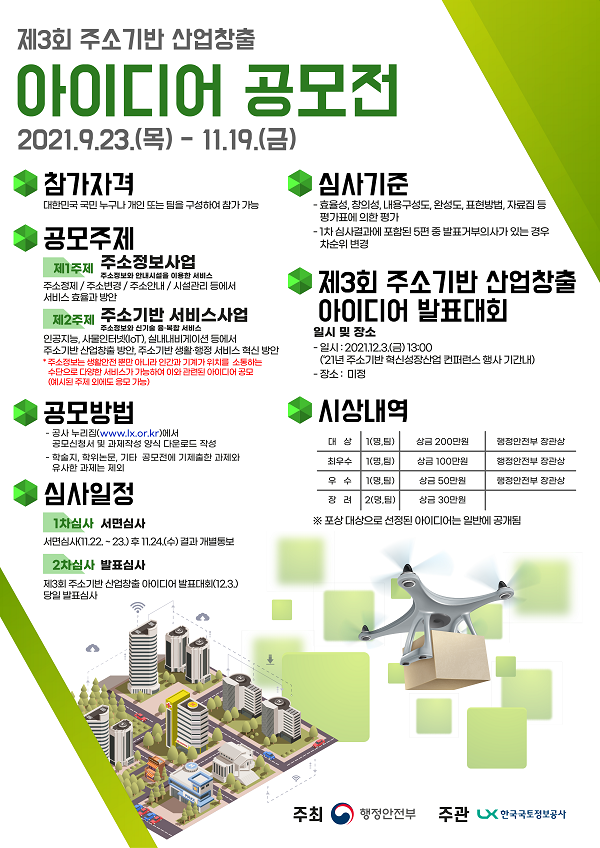 제3회 주소기반 산업창출
아이디어 공모전
2021.9.23.(목) - 11.19.(금)
참가자격
대한민국 국민 누구나 개인 또는 팀을 구성하여 참가 가능
공모주제
제1주제 주소정보사업
주소정보와 안내시설을 이용한 서비스
주소정제 / 주소변경 / 주소안내 / 시설관리 등에서
서비스 효율과 방안
제2주제 주소기반 서비스사업
주소정보와 신기술 융·복합 서비스
인공지능, 사물인터넷(IoT), 실내내비게이션 등에서
주소기반 산업창출 방안, 주소기반 생활·행정 서비스 혁신 방안
* 주소정보는 생활안전 뿐만 아니라 인간과 기계가 위치를 소통하는
수단으로 다양한 서비스가 가능하여 이와 관련된 아이디어 공모
(예시된 주제 외에도 응모 가능)
공모방법
- 공사 누리집(www.lx.or.kr)에서
공모신청서 및 과제작성 양식 다운로드 작성
- 학술지, 학위논문, 기타 공모전에 기제출한 과제와
유사한 과제는 제외
심사일정
1차심사 서면심사
서면심사(11.22. ~ 23.) 후 11.24.(수) 결과 개별통보
2차심사 발표심사
제3회 주소기반 산업창출 아이디어 발표대회(12.3.)
당일 발표심사
심사기준
- 효율성, 창의성, 내용구성도, 완성도, 표현방법, 자료집 등
평가표에 의한 평가
- 1차 심사결과에 포함된 5편 중 발표거부의사가 있는 경우
차순위 변경
제3회 주소기반 산업창출
아이디어 발표대회
일시 및 장소
- 일시 : 2021.12.3.(금) 13:00
('21년 주소기반 혁신성장산업 컨퍼런스 행사 기간내)
- 장소 : 미정
시상내역
대 상 1(명,팀) 상금 200만원 행정안전부 장관상
최우수 1(명,팀) 상금 100만원 행정안전부 장관상
우 수 1(명,팀) 상금 50만원 행정안전부 장관상
장 려 2(명,팀) 상금 30만원
※ 포상 대상으로 선정된 아이디어는 일반에 공개됨
주최 행정안전부 주관 LX 한국국토정보공사